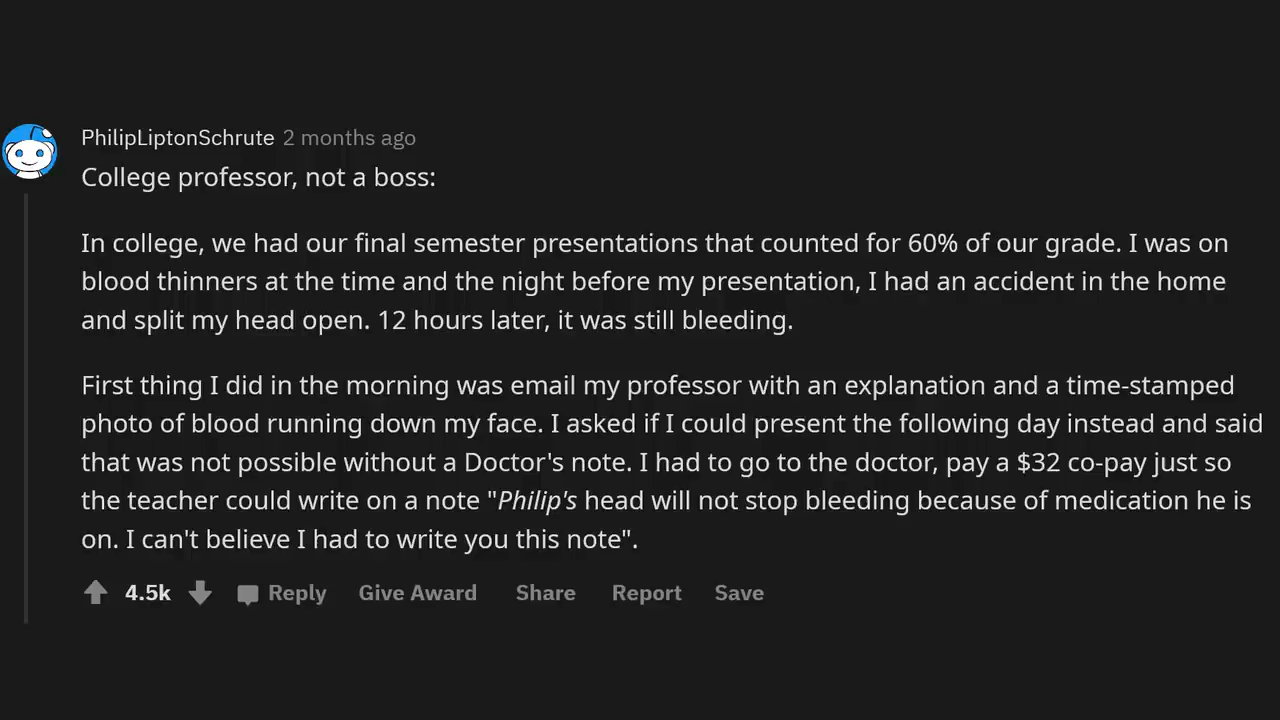 PhilipLiptonSchrute 2 months ago
College professor, not a boss:
In college, we had our final semester presentations that counted for 60% of our grade. I was on
blood thinners at the time and the night before my presentation, I had an accident in the home
and split my head open. 12 hours later, it was still bleeding.
First thing I did in the morning was email my professor with an explanation and a time-stamped
photo of blood running down my face. I asked if I could present the following day instead and said
that was not possible without a Doctor's note. I had to go to the doctor, pay a $32 co-pay just so
the teacher could write on a note "Philip's head will not stop bleeding because of medication he is
on. I can't believe I had to write you this note".
4.5k Reply Give Award Share Report Save